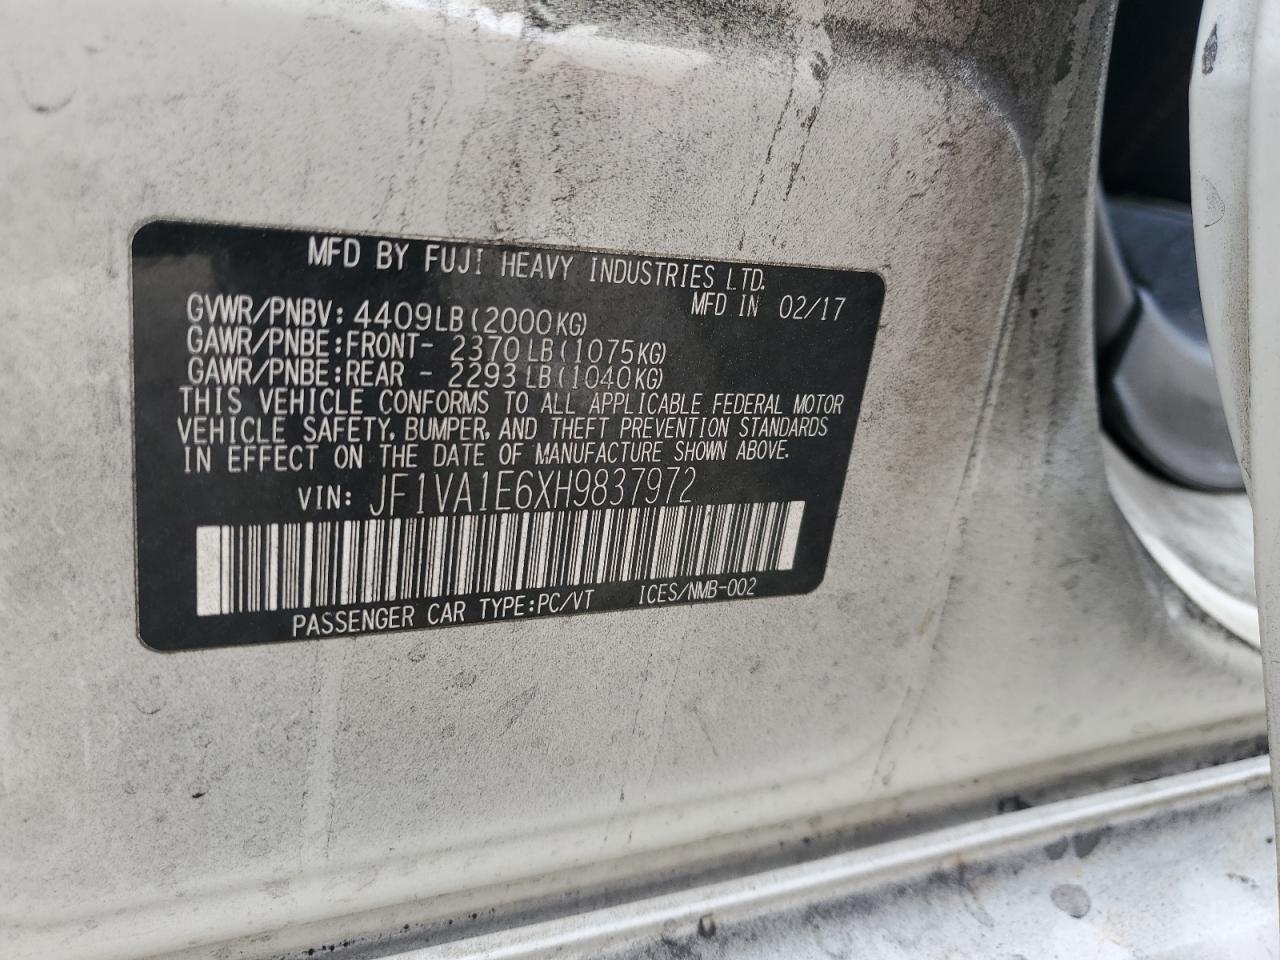 MFD BY FUJI HEAVY INDUSTRIES LTD.
MFD IN 02/17
GVWR/PNBV: 4409LB(2000KG)
GAWR/PNBE:FRONT- 2370LB(1075KG)
GAWR/PNBE:REAR - 2293LB(1040KG)
THIS VEHICLE CONFORMS TO ALL APPLICABLE FEDERAL MOTOR
VEHICLE SAFETY, BUMPER, AND THEFT PREVENTION STANDARDS
IN EFFECT ON THE DATE OF MANUFACTURE SHOWN ABOVE.
VIN: JF1VA1E6XH9837972
PASSENGER CAR TYPE:PC/VT ICES/NMB-002